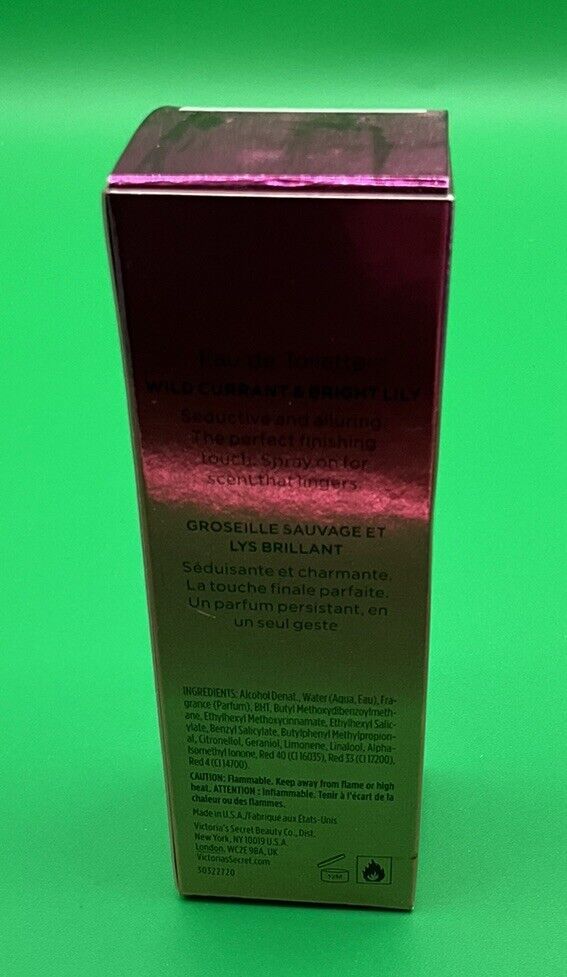 Eau de Toilette
WILD CURRANT & BRIGHT LILY
Seductive and alluring.
The perfect finishing
touch. Spray on for
scent that lingers.
GROSEILLE SAUVAGE ET
LYS BRILLANT
Séduisante et charmante.
La touche finale parfaite.
Un parfum persistant, en
un seul geste
INGREDIENTS: Alcohol Denat., Water (Aqua, Eau), Fra-
grance (Parfum), BHT, Butyl Methoxydibenzoylmeth-
ane, Ethylhexyl Methoxycinnamate, Ethylhexyl Salic-
ylate, Benzyl Salicylate, Butylphenyl Methylpropion-
al, Citronellol, Geraniol, Limonene, Linalool, Alpha-
Isomethyl Ionone, Red 40 (CI 16035), Red 33 (CI 17200),
Red 4 (CI 14700).
CAUTION: Flammable. Keep away from flame or high
heat. ATTENTION : Inflammable. Tenir à l'écart de la
chaleur ou des flammes.
Made in U.S.A./Fabriqué aux États-Unis
Victoria's Secret Beauty Co., Dist.
New York, NY 10019 U.S.A.
London, WC2E 9BA, UK
VictoriasSecret.com
30322720
12M